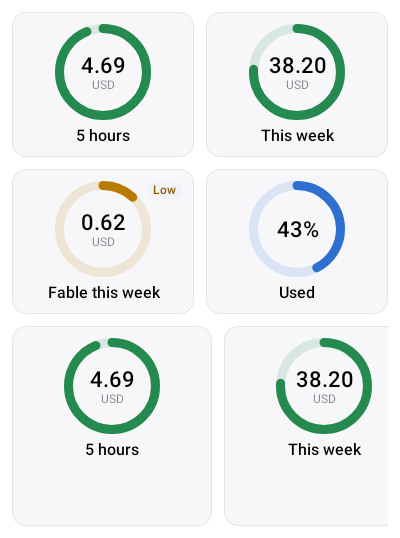 4.69
USD
5 hours
38.20
USD
This week
Low
0.62
USD
Fable this week
43%
Used
4.69
USD
5 hours
38.20
USD
This week